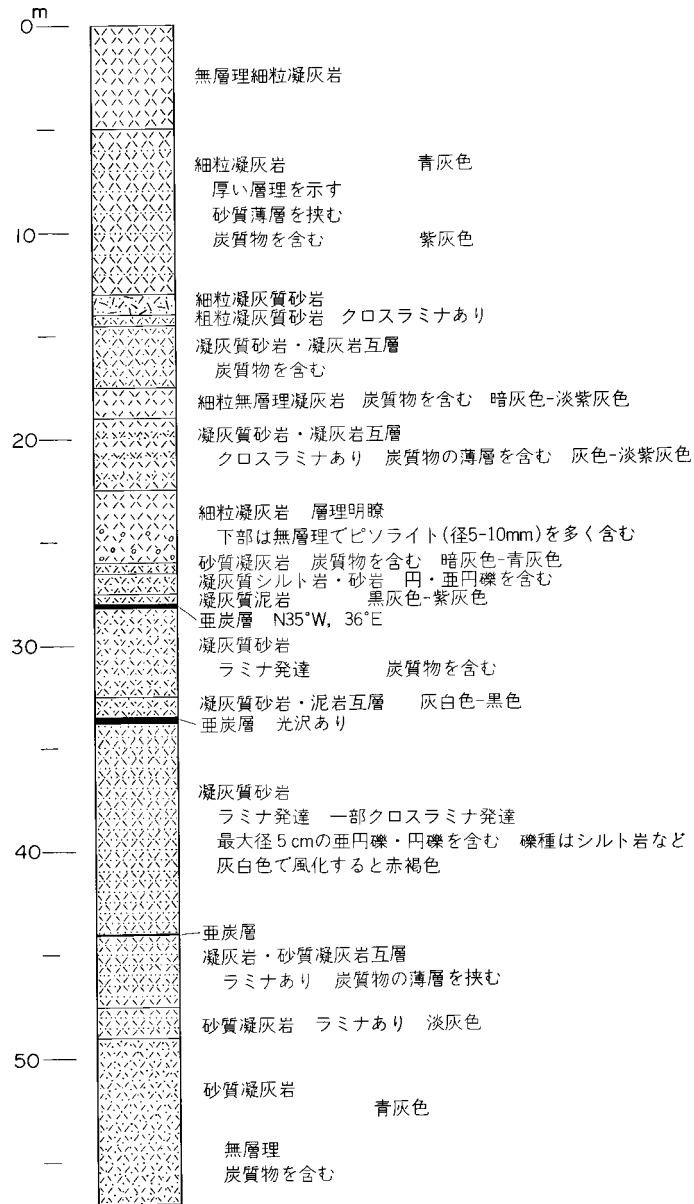 m
0
無層理細粒凝灰岩
細粒凝灰岩 青灰色
厚い層理を示す
砂質薄層を挟む
10
炭質物を含む 紫灰色
細粒凝灰質砂岩
粗粒凝灰質砂岩 クロスラミナあり
凝灰質砂岩・凝灰岩互層
炭質物を含む
細粒無層理凝灰岩 炭質物を含む 暗灰色-淡紫灰色
20
凝灰質砂岩・凝灰岩互層
クロスラミナあり 炭質物の薄層を含む 灰色-淡紫灰色
細粒凝灰岩 層理明瞭
下部は無層理でピソライト(径5-10mm)を多く含む
砂質凝灰岩 炭質物を含む 暗灰色-青灰色
凝灰質シルト岩・砂岩 円・亜円礫を含む
凝灰質泥岩 黒灰色-紫灰色
亜炭層 N35°W, 36°E
30
凝灰質砂岩
ラミナ発達 炭質物を含む
凝灰質砂岩・泥岩互層 灰白色-黒色
亜炭層 光沢あり
凝灰質砂岩
ラミナ発達 一部クロスラミナ発達
最大径5cmの亜円礫・円礫を含む 礫種はシルト岩など
40
灰白色で風化すると赤褐色
亜炭層
凝灰岩・砂質凝灰岩互層
ラミナあり 炭質物の薄層を挟む
砂質凝灰岩 ラミナあり 淡灰色
50
砂質凝灰岩
青灰色
無層理
炭質物を含む